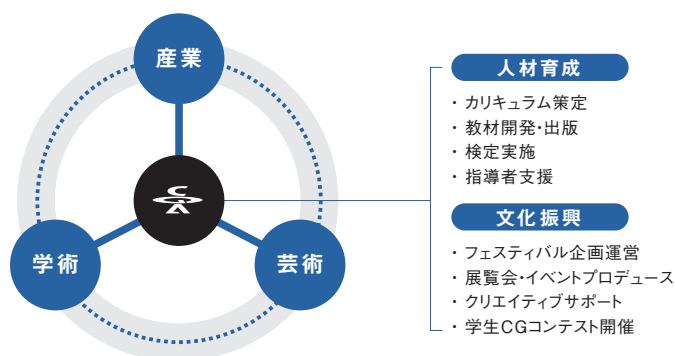 産業
学術
芸術
人材育成
・カリキュラム策定
・教材開発・出版
・検定実施
・指導者支援
文化振興
・フェスティバル企画運営
・展覧会・イベントプロデュース
・クリエイティブサポート
・学生CGコンテスト開催